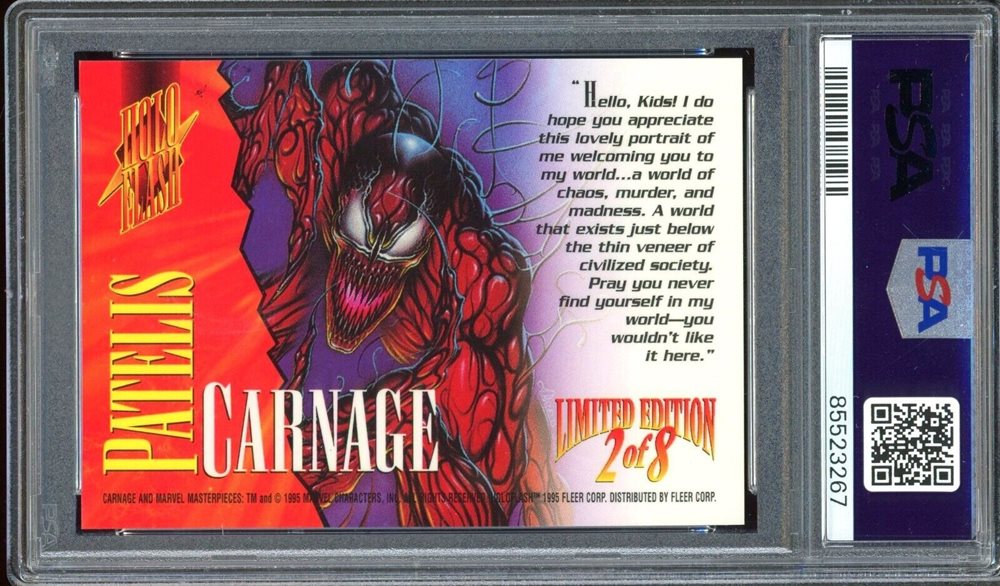 HOLO
FLASH
PATELIS
CARNAGE
"Hello, Kids! I do
hope you appreciate
this lovely portrait of
me welcoming you to
my world...a world of
chaos, murder, and
madness. A world
that exists just below
the thin veneer of
civilized society.
Pray you never
find yourself in my
world—you
wouldn't like
it here."
LIMITED EDITION
2 of 8
CARNAGE AND MARVEL MASTERPIECES: TM and © 1995 MARVEL CHARACTERS, INC. ALL RIGHTS RESERVED. HOLOFLASH™ 1995 FLEER CORP. DISTRIBUTED BY FLEER CORP.
PSA
PSA
85523267
PSA